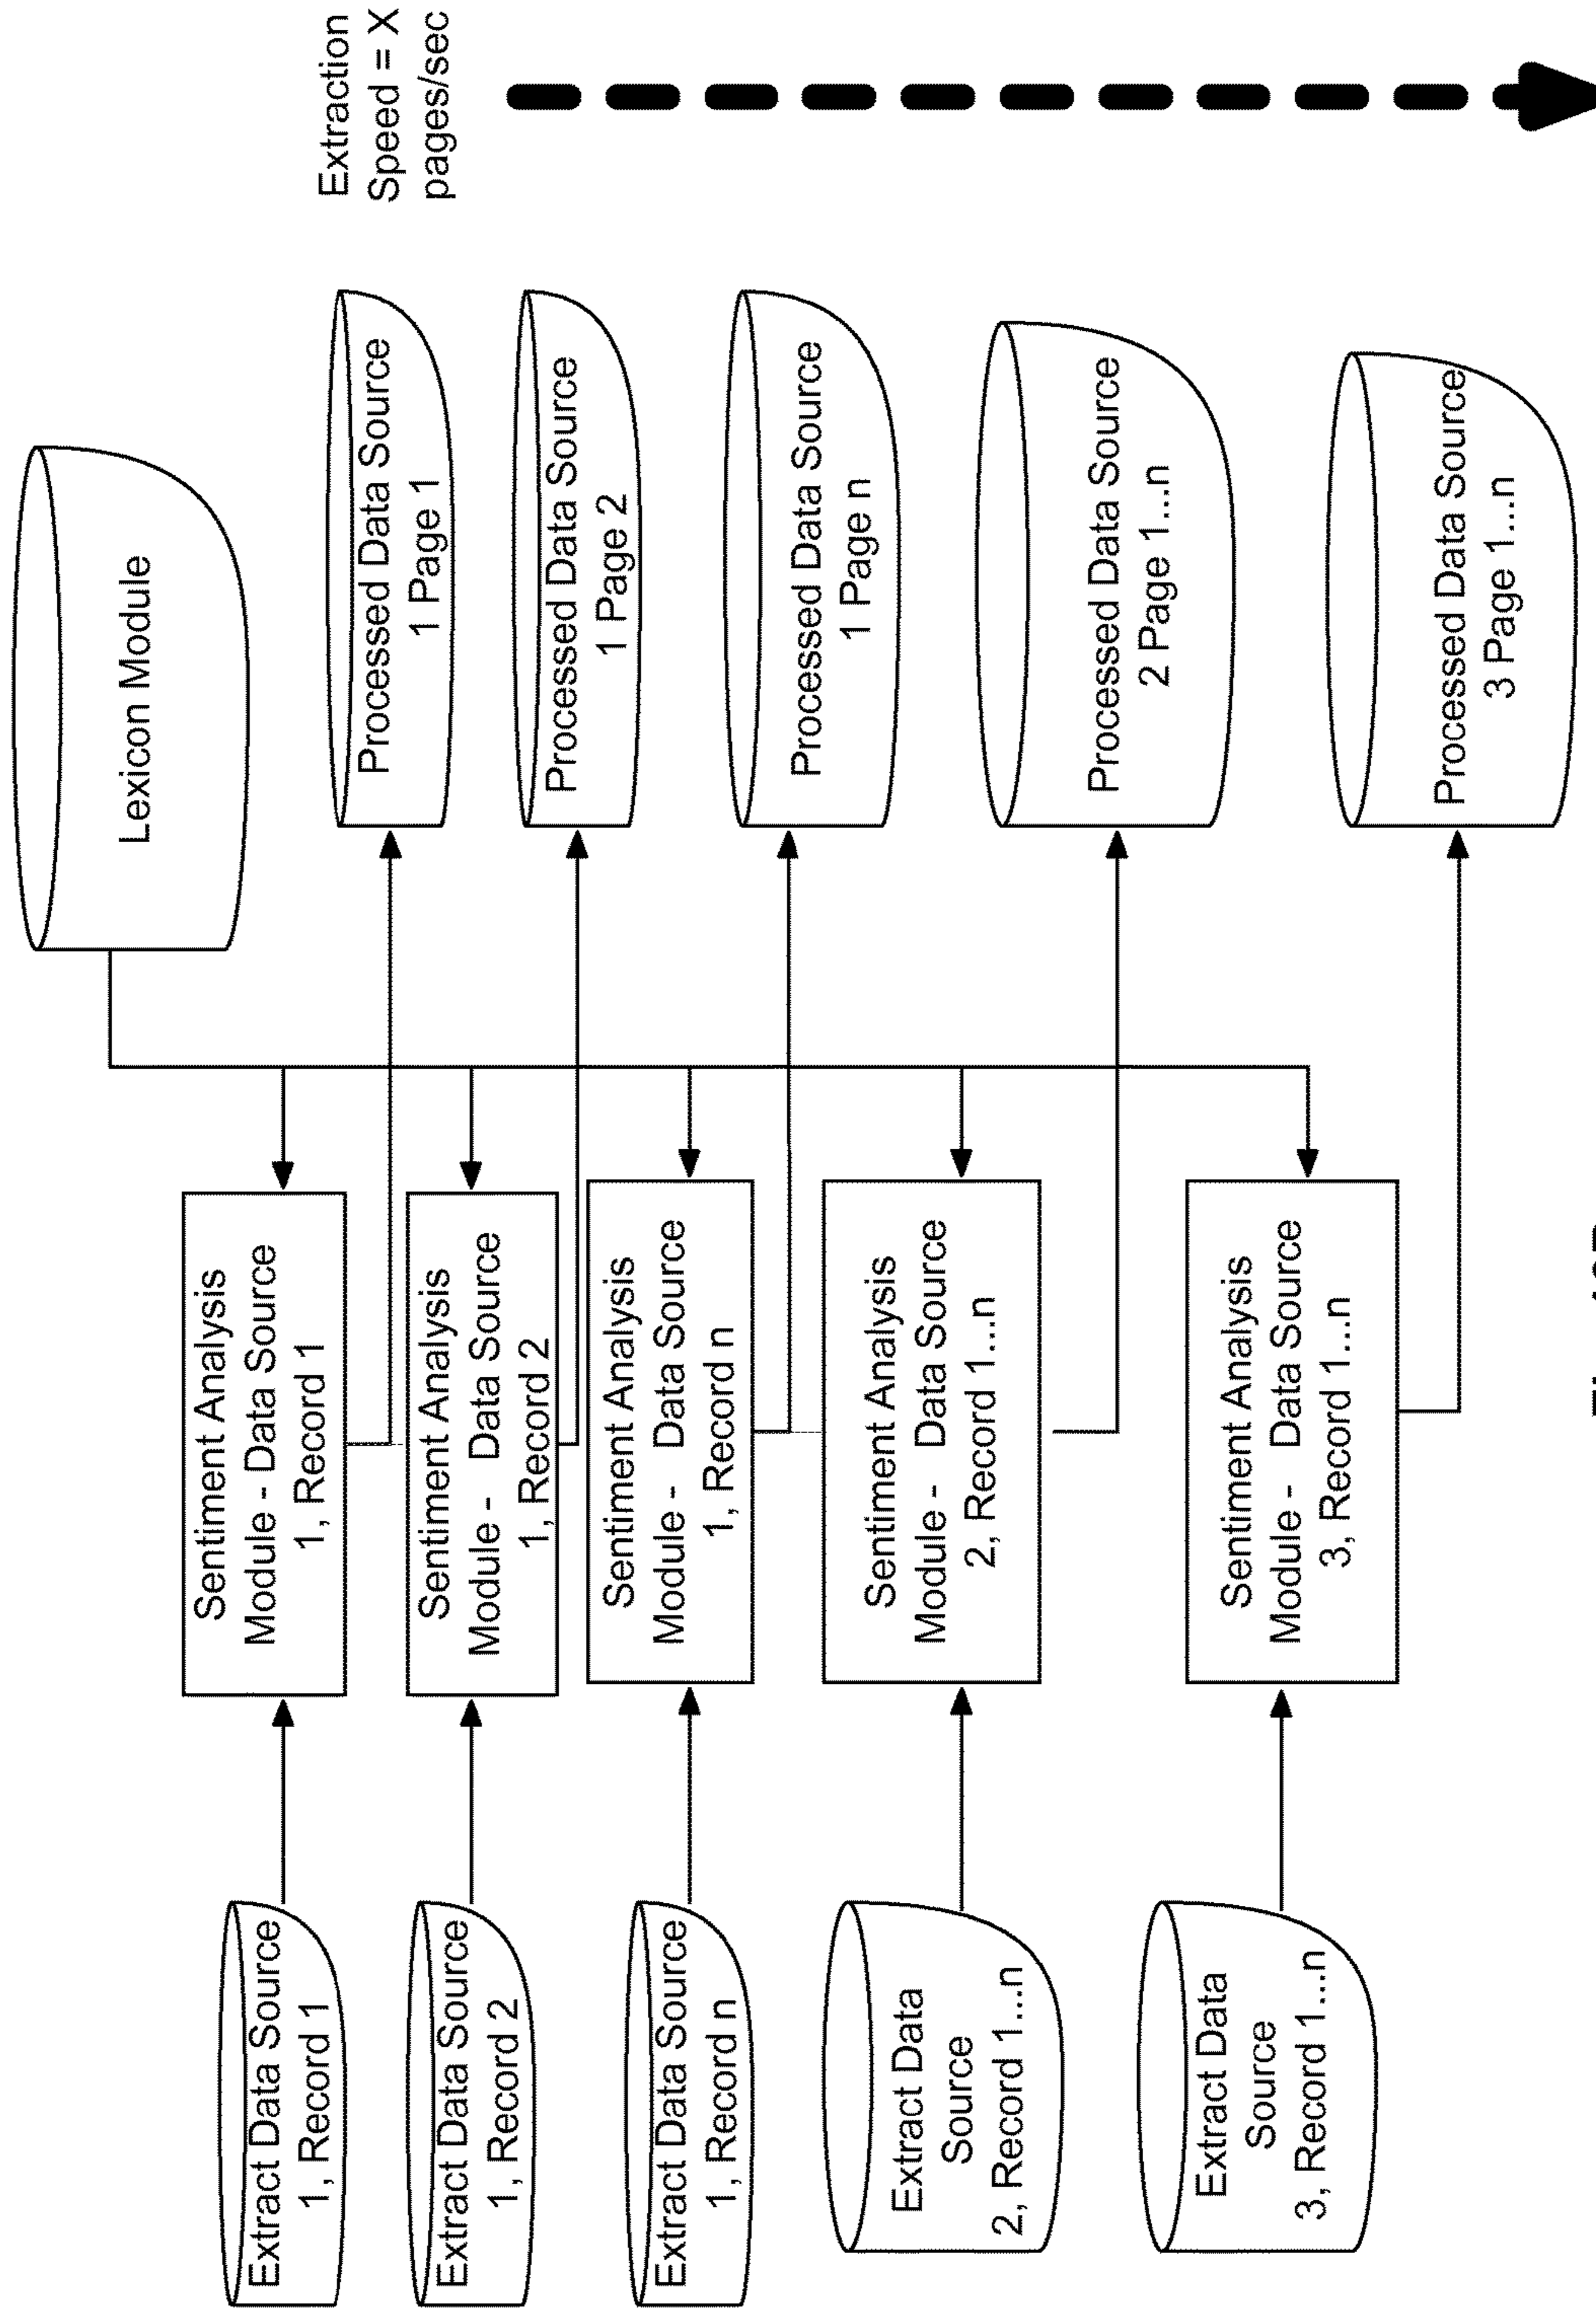 Lexicon Module
Extraction
Speed = X
pages/sec
Extract Data Source
1, Record 1
Sentiment Analysis
Module - Data Source
1, Record 1
Processed Data Source
1 Page 1
Extract Data Source
1, Record 2
Sentiment Analysis
Module -  Data Source
1, Record 2
Processed Data Source
1 Page 2
Extract Data Source
1, Record n
Sentiment Analysis
Module -  Data Source
1, Record n
Processed Data Source
1 Page n
Extract Data
Source
2, Record 1...n
Sentiment Analysis
Module -  Data Source
2, Record 1...n
Processed Data Source
2 Page 1...n
Extract Data
Source
3, Record 1...n
Sentiment Analysis
Module -  Data Source
3, Record 1...n
Processed Data Source
3 Page 1...n